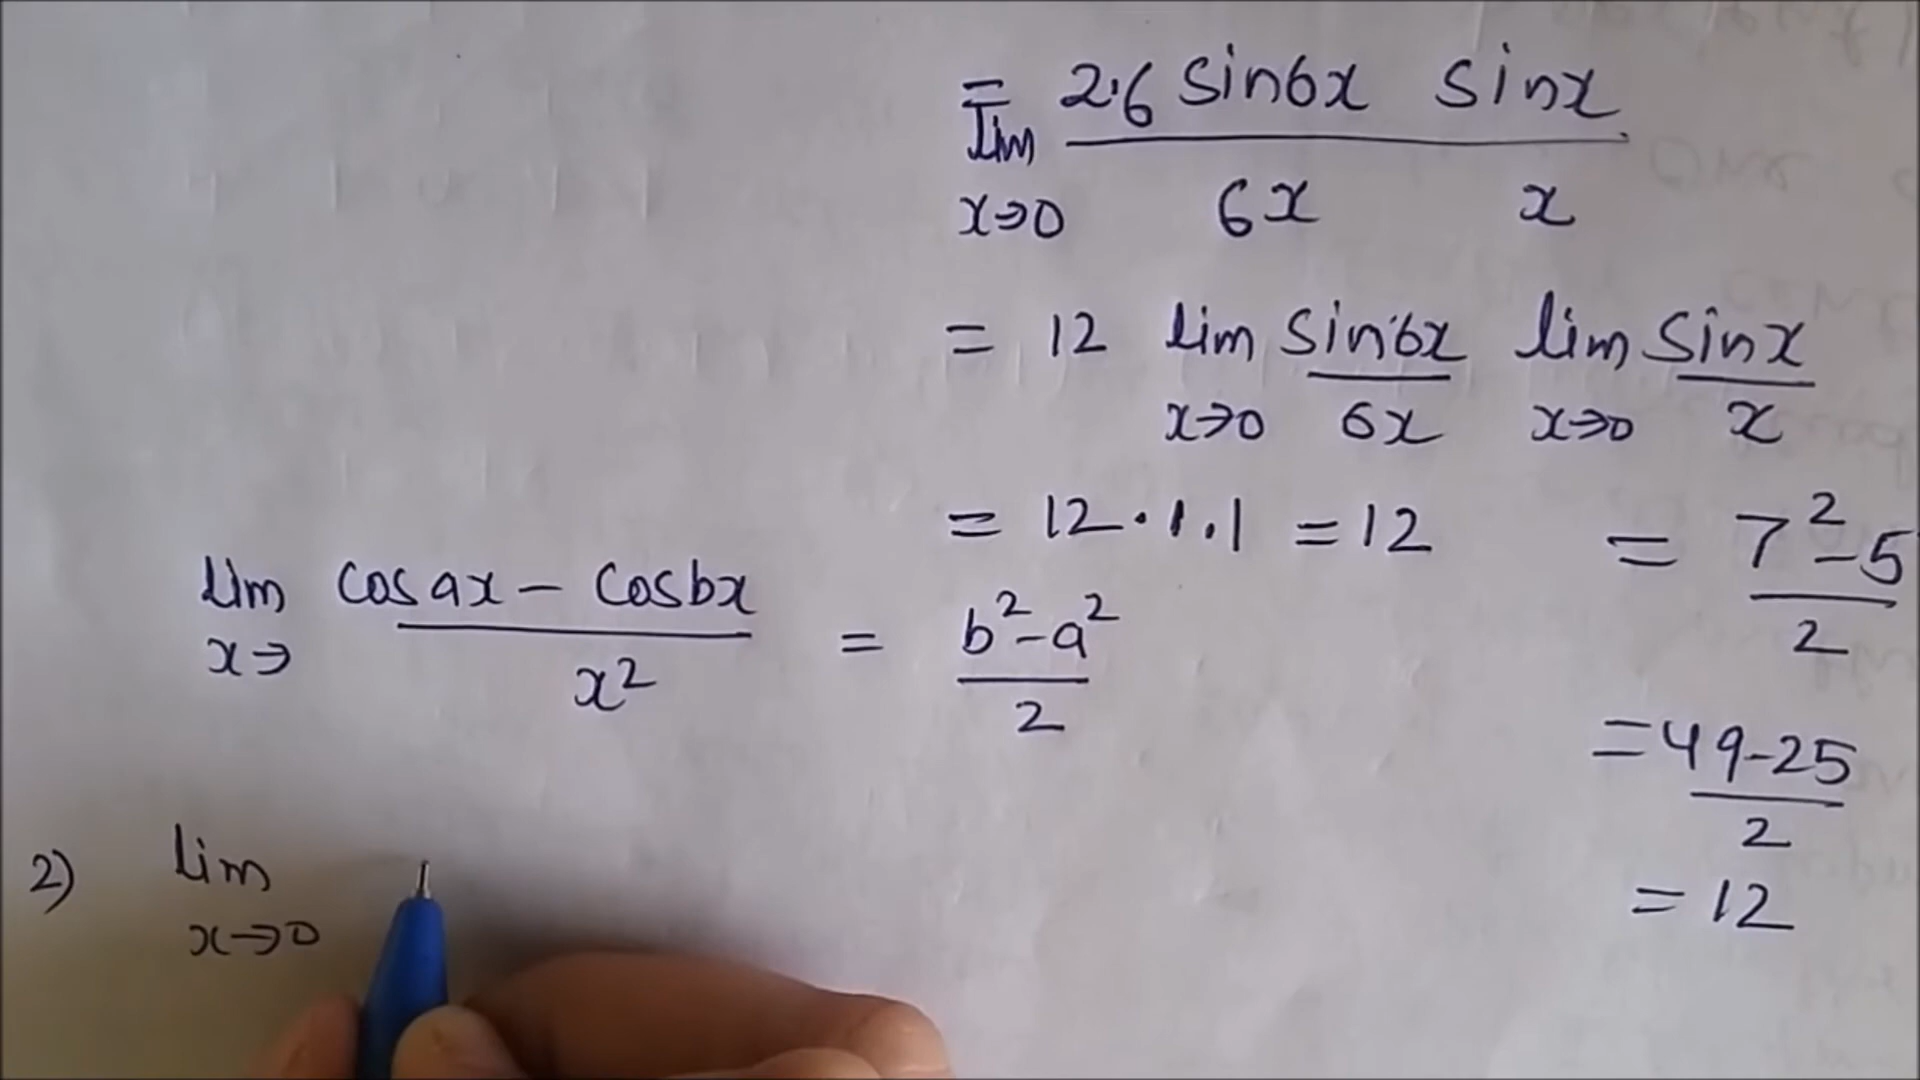 = lim x→0 2·6 sin6x sinx / 6x x
= 12 lim x→0 sin6x / 6x lim x→0 sinx / x
= 12·1·1 = 12
lim x→ cosax - cosbx / x² = b²-a² / 2
= 7²-5 / 2
= 49-25 / 2
= 12
2) lim x→0